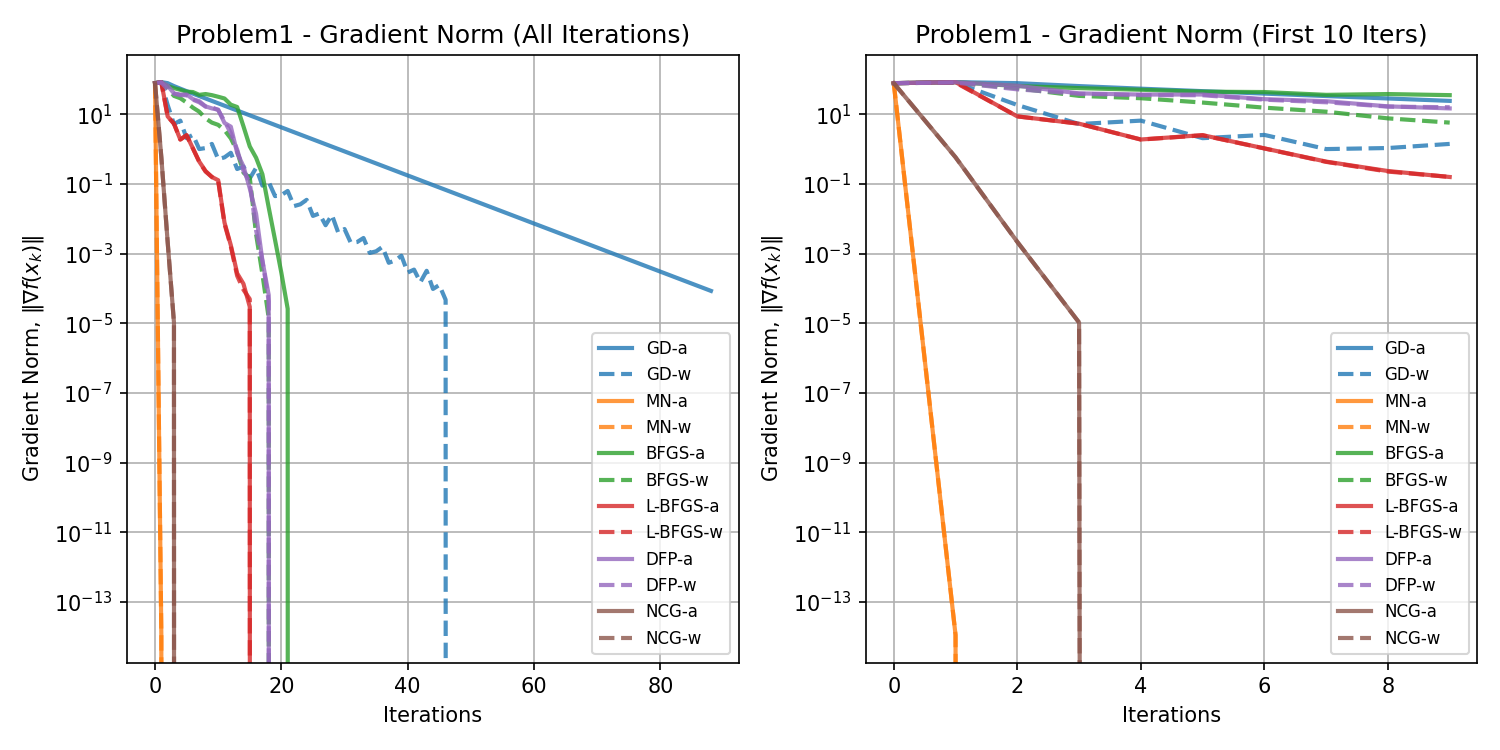 Problem1 - Gradient Norm (All Iterations)
Gradient Norm, ‖∇f(x_k)‖
10^1
10^−1
10^−3
10^−5
10^−7
10^−9
10^−11
10^−13
GD-a
GD-w
MN-a
MN-w
BFGS-a
BFGS-w
L-BFGS-a
L-BFGS-w
DFP-a
DFP-w
NCG-a
NCG-w
0 20 40 60 80
Iterations
Problem1 - Gradient Norm (First 10 Iters)
Gradient Norm, ‖∇f(x_k)‖
10^1
10^−1
10^−3
10^−5
10^−7
10^−9
10^−11
10^−13
GD-a
GD-w
MN-a
MN-w
BFGS-a
BFGS-w
L-BFGS-a
L-BFGS-w
DFP-a
DFP-w
NCG-a
NCG-w
0 2 4 6 8
Iterations